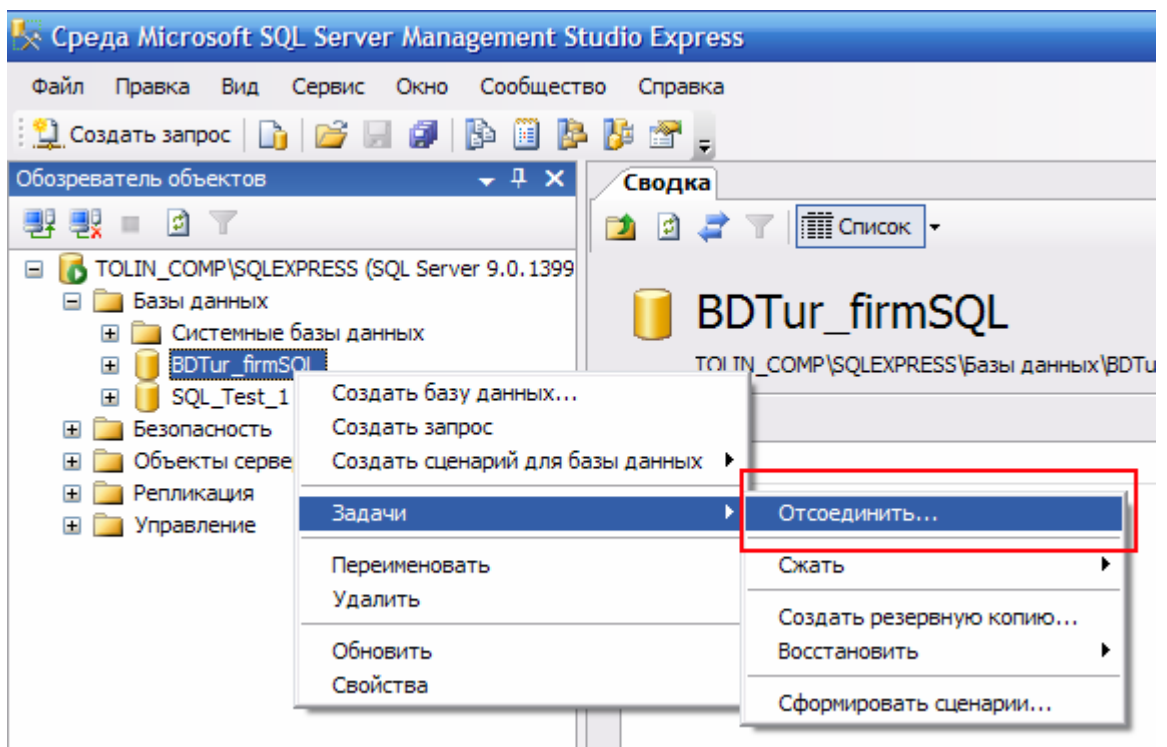 Среда Microsoft SQL Server Management Studio Express
Файл Правка Вид Сервис Окно Сообщество Справка
Создать запрос
Обозреватель объектов
Сводка
Список
TOLIN_COMP\SQLEXPRESS (SQL Server 9.0.1399
Базы данных
Системные базы данных
BDTur_firmSQL
SQL_Test_1
Безопасность
Объекты серве
Репликация
Управление
BDTur_firmSQL
TOLIN_COMP\SQLEXPRESS\Базы данных\BDTu
Создать базу данных...
Создать запрос
Создать сценарий для базы данных
Задачи
Переименовать
Удалить
Обновить
Свойства
Отсоединить...
Сжать
Создать резервную копию...
Восстановить
Сформировать сценарии...